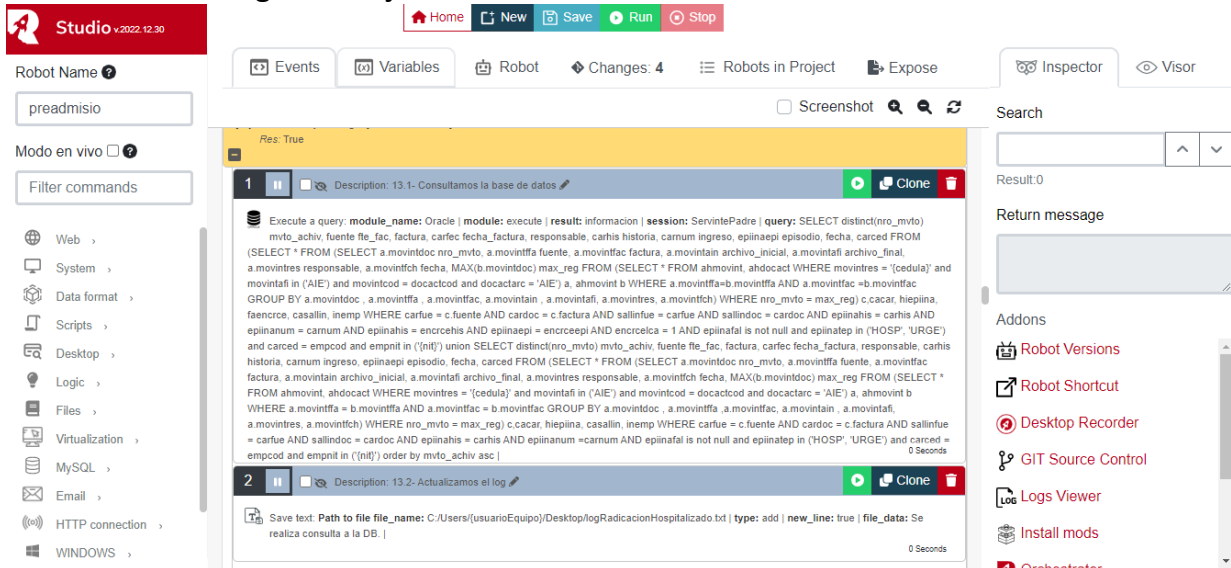 Studio v.2022.12.30
Home New Save Run Stop
Robot Name
preadmisio
Modo en vivo
Filter commands
Web
System
Data format
Scripts
Desktop
Logic
Files
Virtualization
MySQL
Email
HTTP connection
WINDOWS
Events Variables Robot Changes: 4 Robots in Project Expose
Screenshot
Res: True
1 Description: 13.1- Consultamos la base de datos Clone
Execute a query: module_name: Oracle | module: execute | result: informacion | session: ServintePadre | query: SELECT distinct(nro_mvto)
mvto_achiv, fuente fte_fac, factura, carfec fecha_factura, responsable, carhis historia, carnum ingreso, epiinaepi episodio, fecha, carced FROM
(SELECT * FROM (SELECT a.movintdoc nro_mvto, a.movintffa fuente, a.movintfac factura, a.movintain archivo_inicial, a.movintafi archivo_final,
a.movintres responsable, a.movintfch fecha, MAX(b.movintdoc) max_reg FROM (SELECT * FROM ahmovint, ahdocact WHERE movintres = '{cedula}' and
movintafi in ('AIE') and movintcod = docactcod and docactarc = 'AIE') a, ahmovint b WHERE a.movintffa=b.movintffa AND a.movintfac =b.movintfac
GROUP BY a.movintdoc , a.movintffa , a.movintfac, a.movintain , a.movintafi, a.movintres, a.movintfch) WHERE nro_mvto = max_reg) c,cacar, hiepiina,
faencrce, casallin, inemp WHERE carfue = c.fuente AND cardoc = c.factura AND sallinfue = carfue AND sallindoc = cardoc AND epiinahis = carhis AND
epiinanum = carnum AND epiinahis = encrcehis AND epiinaepi = encrceepi AND encrcelca = 1 AND epiinafal is not null and epiinatep in ('HOSP', 'URGE')
and carced = empcod and empnit in ('{nit}') union SELECT distinct(nro_mvto) mvto_achiv, fuente fte_fac, factura, carfec fecha_factura, responsable, carhis
historia, carnum ingreso, epiinaepi episodio, fecha, carced FROM (SELECT * FROM (SELECT a.movintdoc nro_mvto, a.movintffa fuente, a.movintfac
factura, a.movintain archivo_inicial, a.movintafi archivo_final, a.movintres responsable, a.movintfch fecha, MAX(b.movintdoc) max_reg FROM (SELECT *
FROM ahmovint, ahdocact WHERE movintres = '{cedula}' and movintafi in ('AIE') and movintcod = docactcod and docactarc = 'AIE') a, ahmovint b
WHERE a.movintffa = b.movintffa AND a.movintfac = b.movintfac GROUP BY a.movintdoc , a.movintffa ,a.movintfac, a.movintain , a.movintafi,
a.movintres, a.movintfch) WHERE nro_mvto = max_reg) c,cacar, hiepiina, casallin, inemp WHERE carfue = c.fuente AND cardoc = c.factura AND sallinfue
= carfue AND sallindoc = cardoc AND epiinahis = carhis AND epiinanum =carnum AND epiinafal is not null and epiinatep in ('HOSP', 'URGE') and carced =
empcod and empnit in ('{nit}') order by mvto_achiv asc |
0 Seconds
2 Description: 13.2- Actualizamos el log Clone
Save text: Path to file file_name: C:/Users/{usuarioEquipo}/Desktop/logRadicacionHospitalizado.txt | type: add | new_line: true | file_data: Se
realiza consulta a la DB. |
0 Seconds
Inspector Visor
Search
Result:0
Return message
Addons
Robot Versions
Robot Shortcut
Desktop Recorder
GIT Source Control
LOG Logs Viewer
Install mods